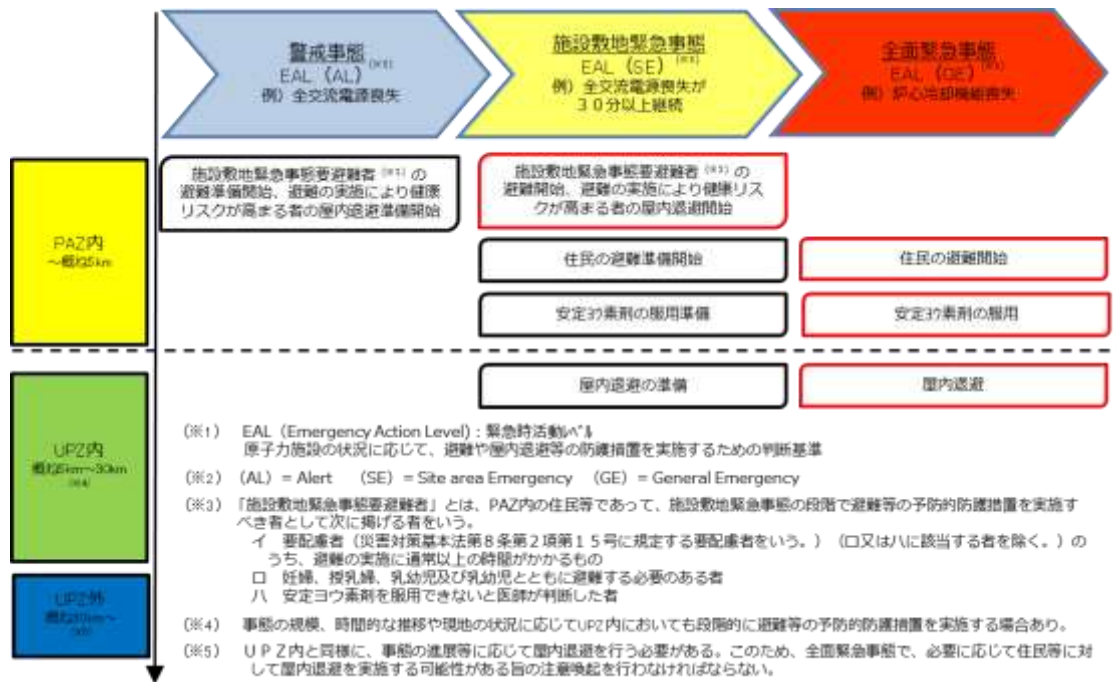 警戒事態
EAL（AL）
例）全交流電源喪失
施設敷地緊急事態
EAL（SE）
例）全交流電源喪失が
３０分以上継続
全面緊急事態
EAL（GE）
例）炉心冷却機能喪失
PAZ内
～概ね5km
施設敷地緊急事態要避難者（※3）の
避難準備開始、避難の実施により健康
リスクが高まる者の屋内退避準備開始
施設敷地緊急事態要避難者（※3）の
避難開始、避難の実施により健康リス
クが高まる者の屋内退避開始
住民の避難準備開始
住民の避難開始
安定ﾖｳ素剤の服用準備
安定ﾖｳ素剤の服用
UPZ内
概ね5km～30km
（※4）
屋内退避の準備
屋内退避
（※1） EAL（Emergency Action Level）：緊急時活動ﾚﾍﾞﾙ
原子力施設の状況に応じて、避難や屋内退避等の防護措置を実施するための判断基準
（※2） （AL）= Alert （SE）= Site area Emergency （GE）= General Emergency
（※3） 「施設敷地緊急事態要避難者」とは、PAZ内の住民等であって、施設敷地緊急事態の段階で避難等の予防的防護措置を実施す
べき者として次に掲げる者をいう。
イ 要配慮者（災害対策基本法第８条第２項第１５号に規定する要配慮者をいう。）（ロ又はハに該当する者を除く。）の
うち、避難の実施に通常以上の時間がかかるもの
ロ 妊婦、授乳婦、乳幼児及び乳幼児とともに避難する必要のある者
ハ 安定ヨウ素剤を服用できないと医師が判断した者
UPZ外
概ね30km～
（※4） 事態の規模、時間的な推移や現地の状況に応じてUPZ内においても段階的に避難等の予防的防護措置を実施する場合あり。
（※5） ＵＰＺ内と同様に、事態の進展等に応じて屋内退避を行う必要がある。このため、全面緊急事態で、必要に応じて住民等に対
して屋内退避を実施する可能性がある旨の注意喚起を行わなければならない。